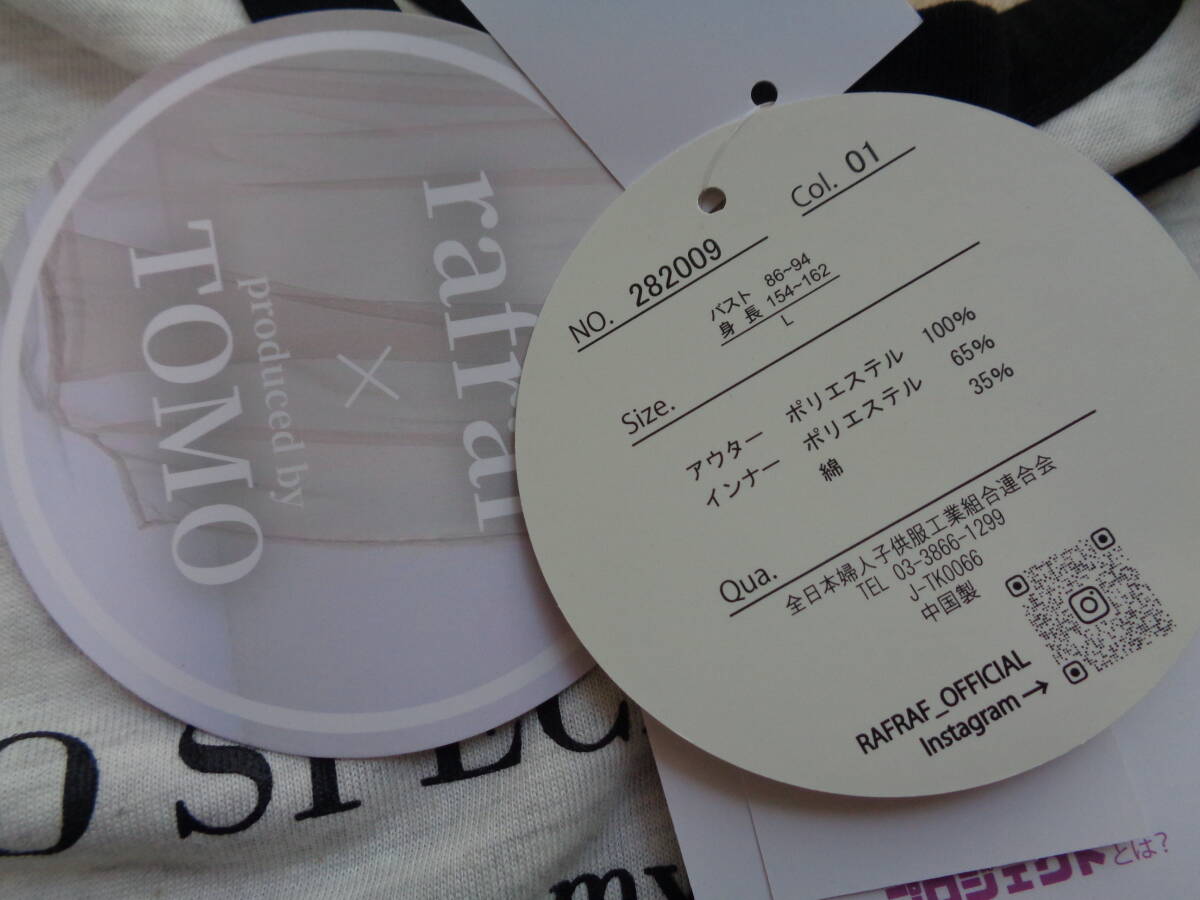 rafraf
×
produced by
TOMO
NO. 282009
Col. 01
バスト 86~94
身長 154~162
L
Size.
アウター ポリエステル 100%
インナー ポリエステル 65%
綿 35%
Qua.
全日本婦人子供服工業組合連合会
TEL 03-3866-1299
J-TK0066
中国製
RAFRAF_OFFICIAL
Instagram→
O SPEC
my
プロジェクトとは?